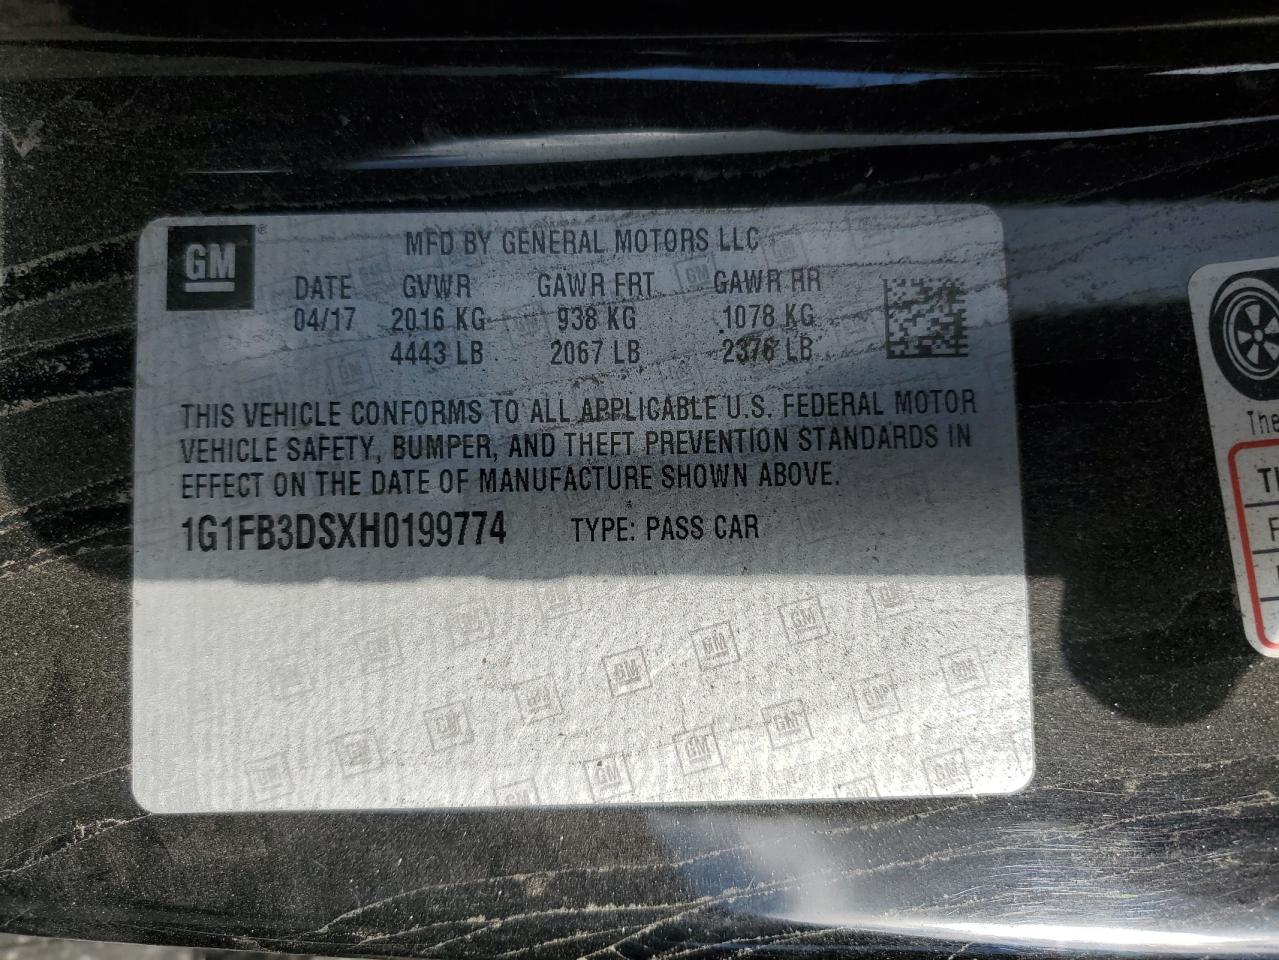 GM
MFD BY GENERAL MOTORS LLC
DATE GVWR GAWR FRT GAWR RR
04/17 2016 KG 938 KG 1078 KG
4443 LB 2067 LB 2376 LB
THIS VEHICLE CONFORMS TO ALL APPLICABLE U.S. FEDERAL MOTOR
VEHICLE SAFETY, BUMPER, AND THEFT PREVENTION STANDARDS IN
EFFECT ON THE DATE OF MANUFACTURE SHOWN ABOVE.
1G1FB3DSXH0199774 TYPE: PASS CAR
The